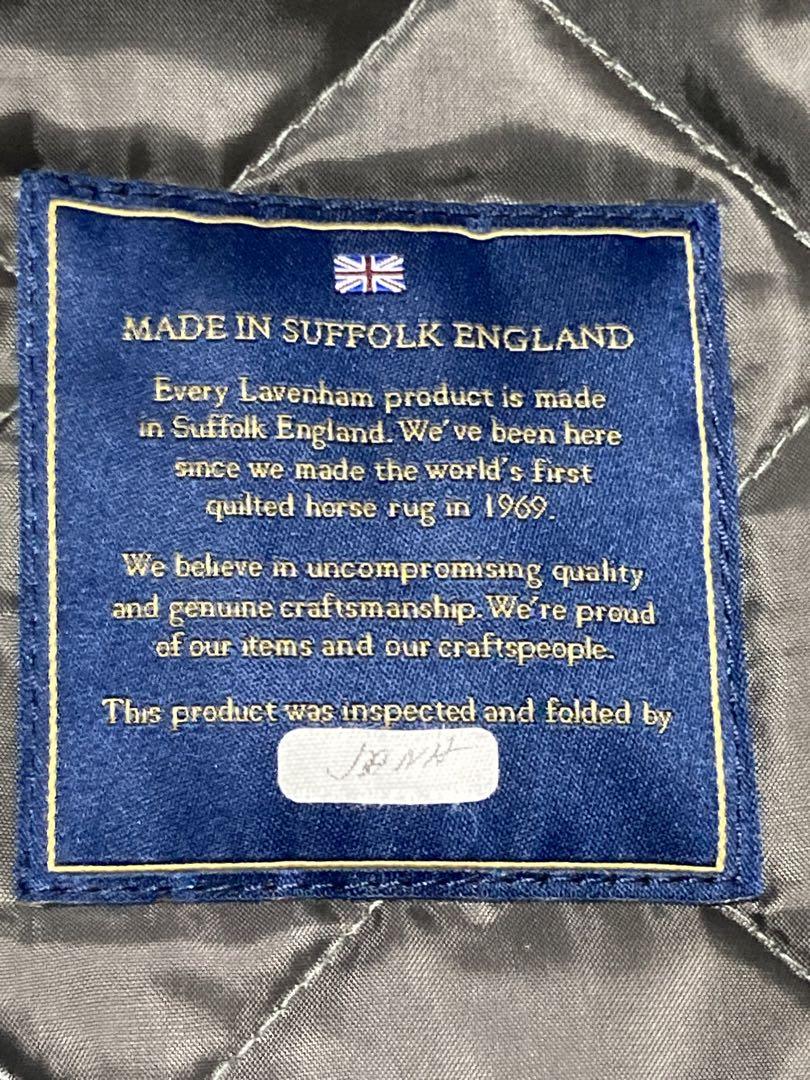 MADE IN SUFFOLK ENGLAND
Every Lavenham product is made
in Suffolk England. We've been here
since we made the world's first
quilted horse rug in 1969.
We believe in uncompromising quality
and genuine craftsmanship. We're proud
of our items and our craftspeople.
This product was inspected and folded by